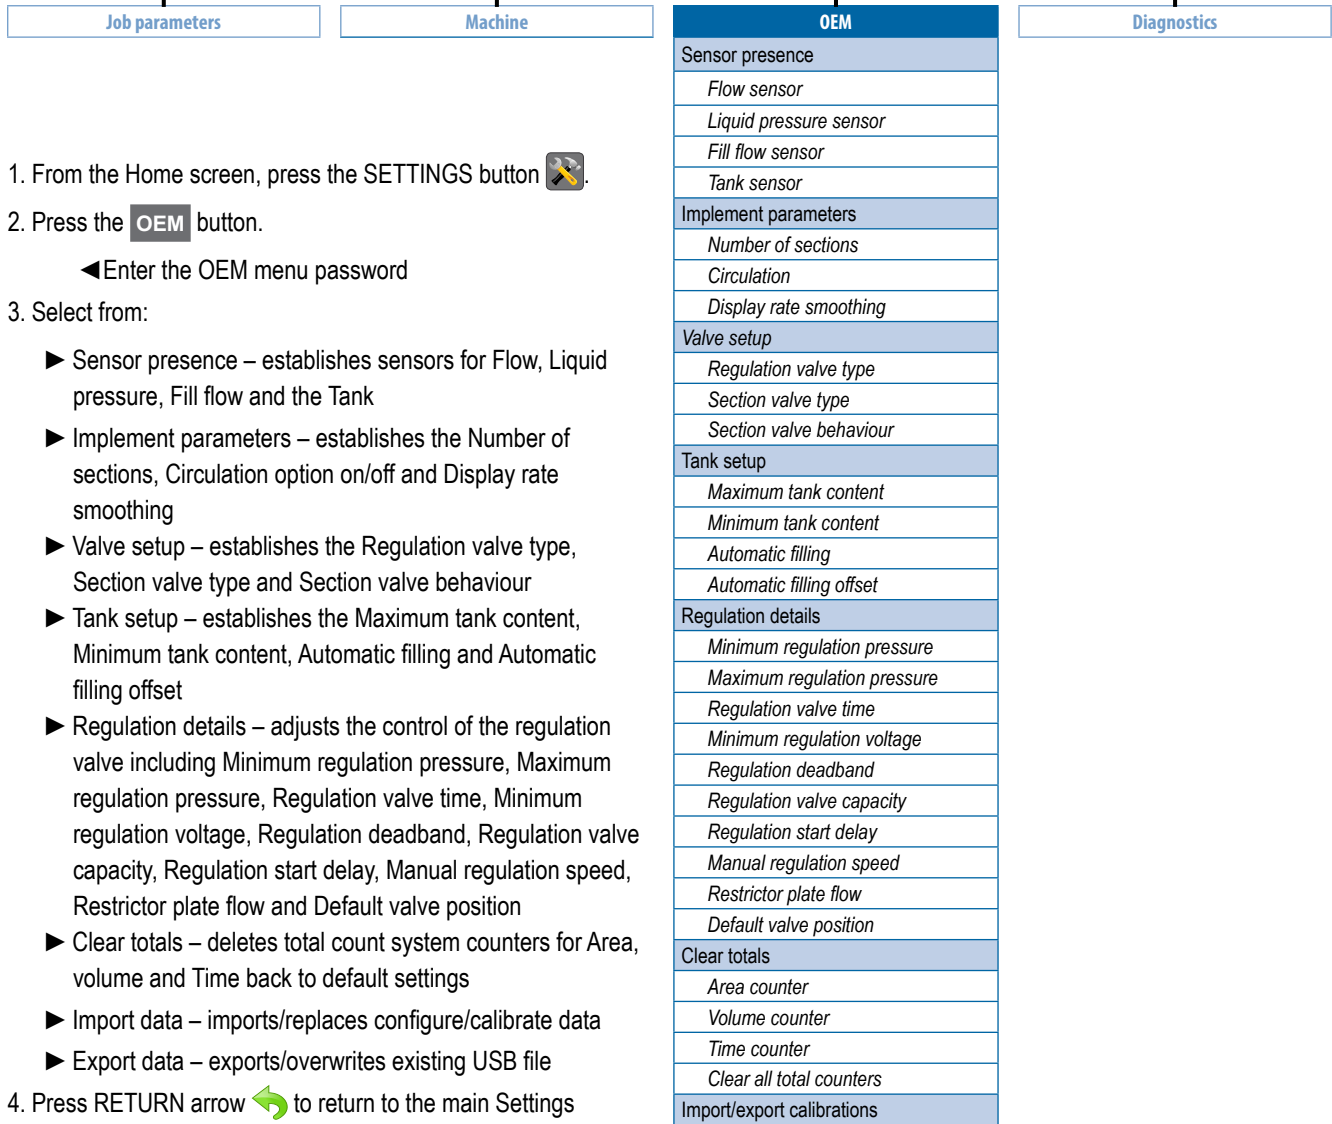 Job parameters
Machine
OEM
Diagnostics
1. From the Home screen, press the SETTINGS button .
2. Press the OEM button.
◄Enter the OEM menu password
3. Select from:
► Sensor presence – establishes sensors for Flow, Liquid
pressure, Fill flow and the Tank
► Implement parameters – establishes the Number of
sections, Circulation option on/off and Display rate
smoothing
► Valve setup – establishes the Regulation valve type,
Section valve type and Section valve behaviour
► Tank setup – establishes the Maximum tank content,
Minimum tank content, Automatic filling and Automatic
filling offset
► Regulation details – adjusts the control of the regulation
valve including Minimum regulation pressure, Maximum
regulation pressure, Regulation valve time, Minimum
regulation voltage, Regulation deadband, Regulation valve
capacity, Regulation start delay, Manual regulation speed,
Restrictor plate flow and Default valve position
► Clear totals – deletes total count system counters for Area,
volume and Time back to default settings
► Import data – imports/replaces configure/calibrate data
► Export data – exports/overwrites existing USB file
4. Press RETURN arrow to return to the main Settings
Sensor presence
Flow sensor
Liquid pressure sensor
Fill flow sensor
Tank sensor
Implement parameters
Number of sections
Circulation
Display rate smoothing
Valve setup
Regulation valve type
Section valve type
Section valve behaviour
Tank setup
Maximum tank content
Minimum tank content
Automatic filling
Automatic filling offset
Regulation details
Minimum regulation pressure
Maximum regulation pressure
Regulation valve time
Minimum regulation voltage
Regulation deadband
Regulation valve capacity
Regulation start delay
Manual regulation speed
Restrictor plate flow
Default valve position
Clear totals
Area counter
Volume counter
Time counter
Clear all total counters
Import/export calibrations